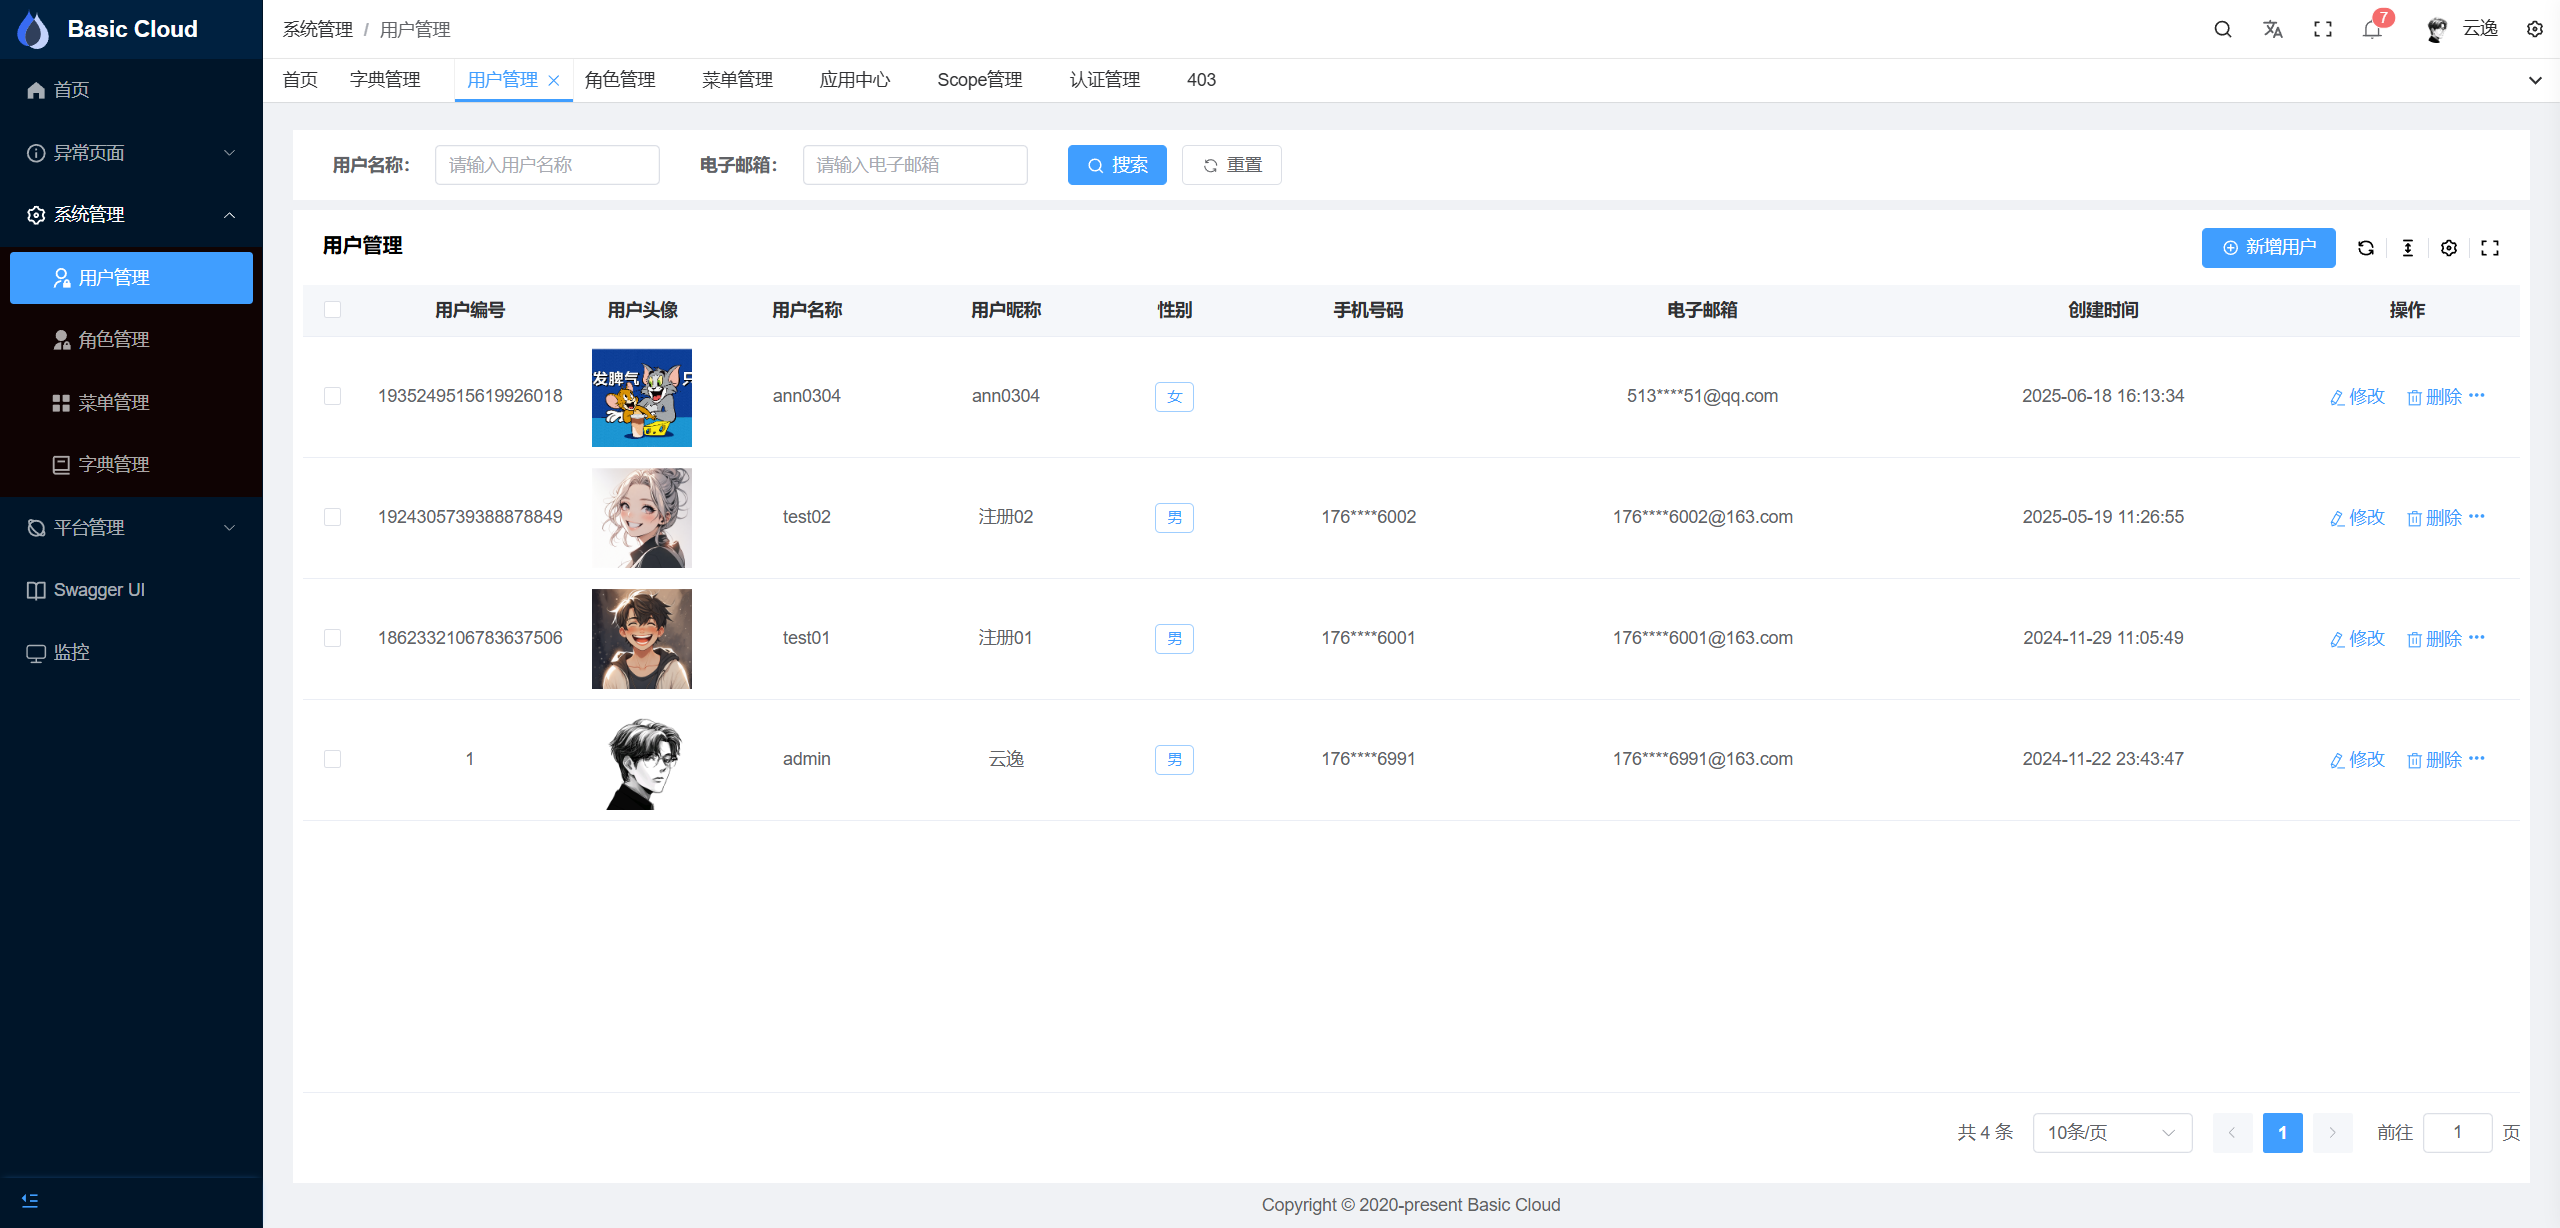 Basic Cloud
系统管理 / 用户管理
7
云逸
首页 字典管理 用户管理 角色管理 菜单管理 应用中心 Scope管理 认证管理 403
首页
异常页面
系统管理
用户管理
角色管理
菜单管理
字典管理
平台管理
Swagger UI
监控
用户名称： 请输入用户名称 电子邮箱： 请输入电子邮箱 搜索 重置
用户管理 新增用户
用户编号 用户头像 用户名称 用户昵称 性别 手机号码 电子邮箱 创建时间 操作
1935249515619926018 发脾气 只 ann0304 ann0304 女 513****51@qq.com 2025-06-18 16:13:34 修改 删除
1924305739388878849 test02 注册02 男 176****6002 176****6002@163.com 2025-05-19 11:26:55 修改 删除
1862332106783637506 test01 注册01 男 176****6001 176****6001@163.com 2024-11-29 11:05:49 修改 删除
1 admin 云逸 男 176****6991 176****6991@163.com 2024-11-22 23:43:47 修改 删除
共 4 条 10条/页 1 前往 1 页
Copyright © 2020-present Basic Cloud